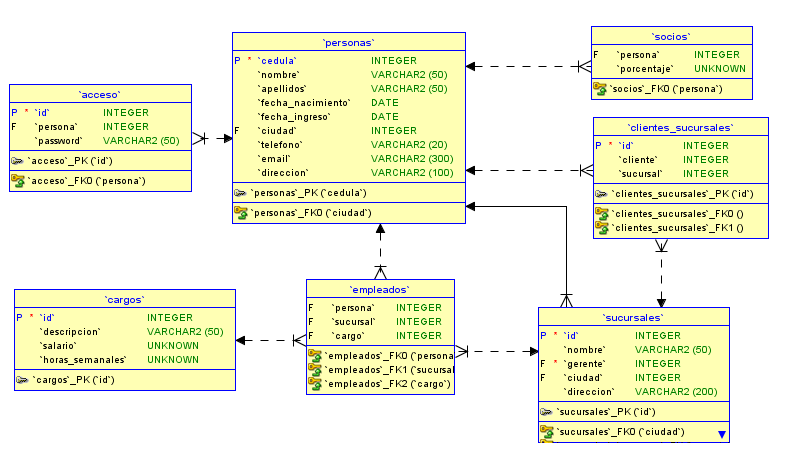 `personas`
P * `cedula` INTEGER
`nombre` VARCHAR2 (50)
`apellidos` VARCHAR2 (50)
`fecha_nacimiento` DATE
`fecha_ingreso` DATE
F `ciudad` INTEGER
`telefono` VARCHAR2 (20)
`email` VARCHAR2 (300)
`direccion` VARCHAR2 (100)
`personas`_PK (`cedula`)
`personas`_FK0 (`ciudad`)
`socios`
F `persona` INTEGER
`porcentaje` UNKNOWN
`socios`_FK0 (`persona`)
`acceso`
P * `id` INTEGER
F `persona` INTEGER
`password` VARCHAR2 (50)
`acceso`_PK (`id`)
`acceso`_FK0 (`persona`)
`clientes_sucursales`
P * `id` INTEGER
`cliente` INTEGER
`sucursal` INTEGER
`clientes_sucursales`_PK (`id`)
`clientes_sucursales`_FK0 ()
`clientes_sucursales`_FK1 ()
`cargos`
P * `id` INTEGER
`descripcion` VARCHAR2 (50)
`salario` UNKNOWN
`horas_semanales` UNKNOWN
`cargos`_PK (`id`)
`empleados`
F `persona` INTEGER
F `sucursal` INTEGER
F `cargo` INTEGER
`empleados`_FK0 (`persona
`empleados`_FK1 (`sucursal
`empleados`_FK2 (`cargo`)
`sucursales`
P * `id` INTEGER
`nombre` VARCHAR2 (50)
F * `gerente` INTEGER
F `ciudad` INTEGER
`direccion` VARCHAR2 (200)
`sucursales`_PK (`id`)
`sucursales`_FK0 (`ciudad`)